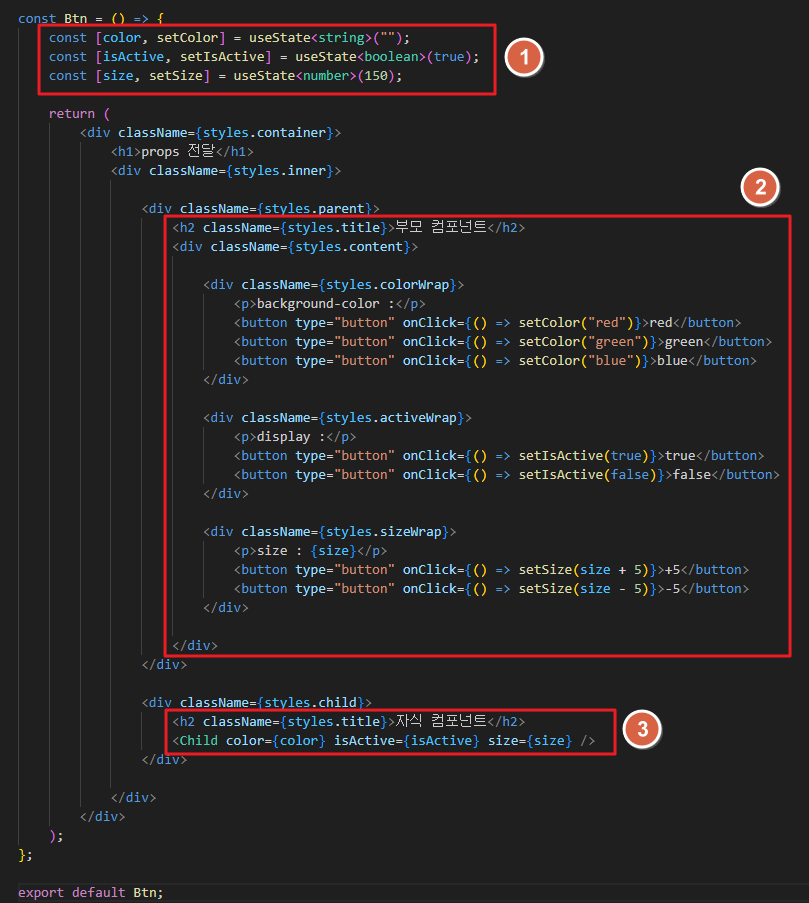 const Btn = () => {
const [color, setColor] = useState<string>("");
const [isActive, setIsActive] = useState<boolean>(true);
const [size, setSize] = useState<number>(150);
1
return (
<div className={styles.container}>
<h1>props 전달</h1>
<div className={styles.inner}>
2
<div className={styles.parent}>
<h2 className={styles.title}>부모 컴포넌트</h2>
<div className={styles.content}>
<div className={styles.colorWrap}>
<p>background-color :</p>
<button type="button" onClick={() => setColor("red")}>red</button>
<button type="button" onClick={() => setColor("green")}>green</button>
<button type="button" onClick={() => setColor("blue")}>blue</button>
</div>
<div className={styles.activeWrap}>
<p>display :</p>
<button type="button" onClick={() => setIsActive(true)}>true</button>
<button type="button" onClick={() => setIsActive(false)}>false</button>
</div>
<div className={styles.sizeWrap}>
<p>size : {size}</p>
<button type="button" onClick={() => setSize(size + 5)}>+5</button>
<button type="button" onClick={() => setSize(size - 5)}>-5</button>
</div>
</div>
</div>
<div className={styles.child}>
<h2 className={styles.title}>자식 컴포넌트</h2>
<Child color={color} isActive={isActive} size={size} />
3
</div>
</div>
</div>
);
};
export default Btn;